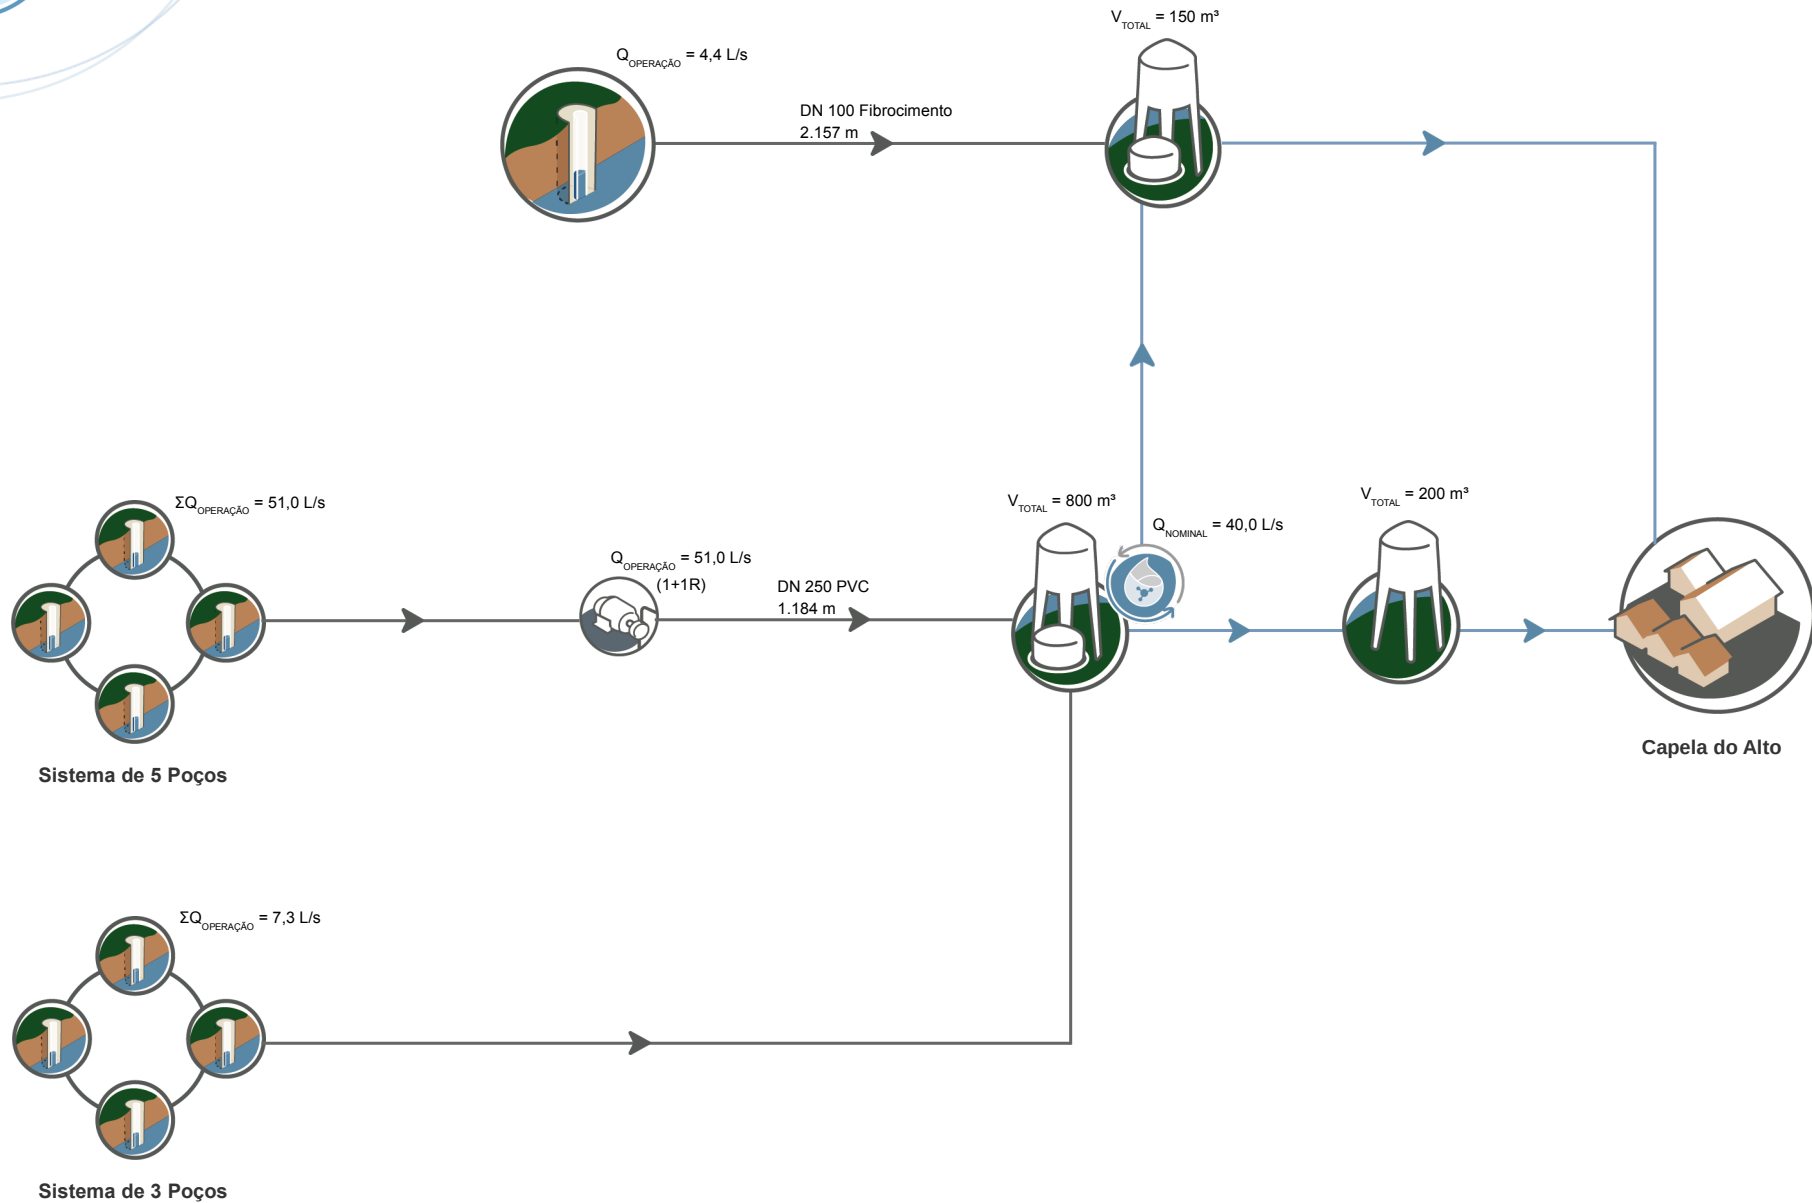 V TOTAL = 150 m³
Q OPERAÇÃO = 4,4 L/s
DN 100 Fibrocimento
2.157 m
ΣQ OPERAÇÃO = 51,0 L/s
Q OPERAÇÃO = 51,0 L/s
(1+1R)
DN 250 PVC
1.184 m
V TOTAL = 800 m³
Q NOMINAL = 40,0 L/s
V TOTAL = 200 m³
Capela do Alto
Sistema de 5 Poços
ΣQ OPERAÇÃO = 7,3 L/s
Sistema de 3 Poços